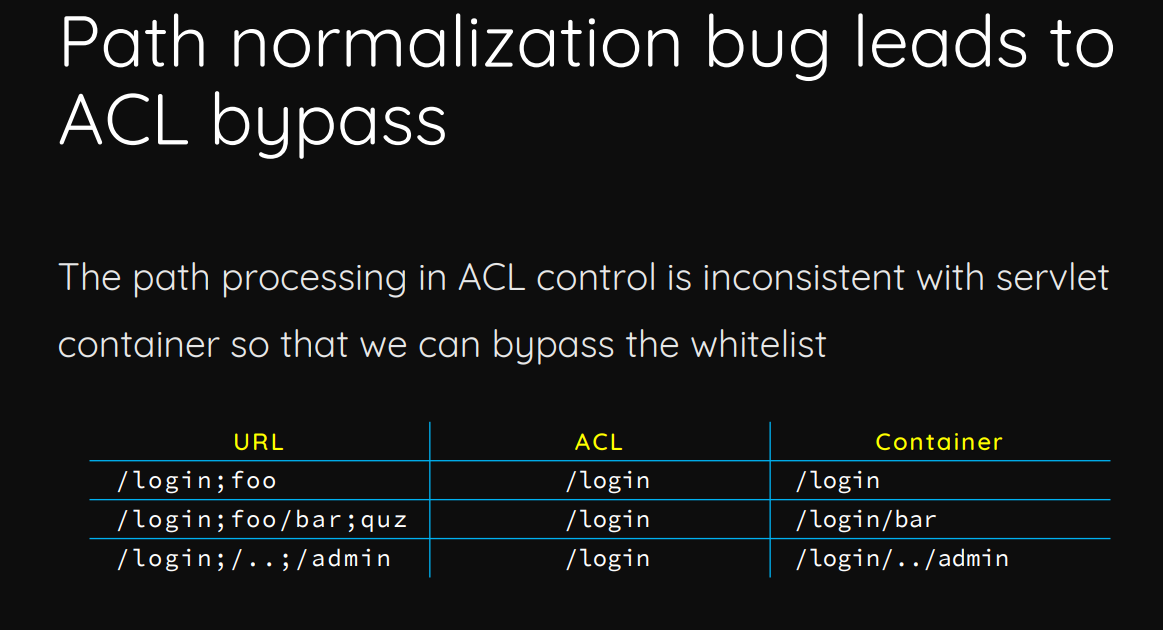 Path normalization bug leads to
ACL bypass
The path processing in ACL control is inconsistent with servlet
container so that we can bypass the whitelist
URL ACL Container
/login;foo /login /login
/login;foo/bar;quz /login /login/bar
/login;/..;/admin /login /login/../admin